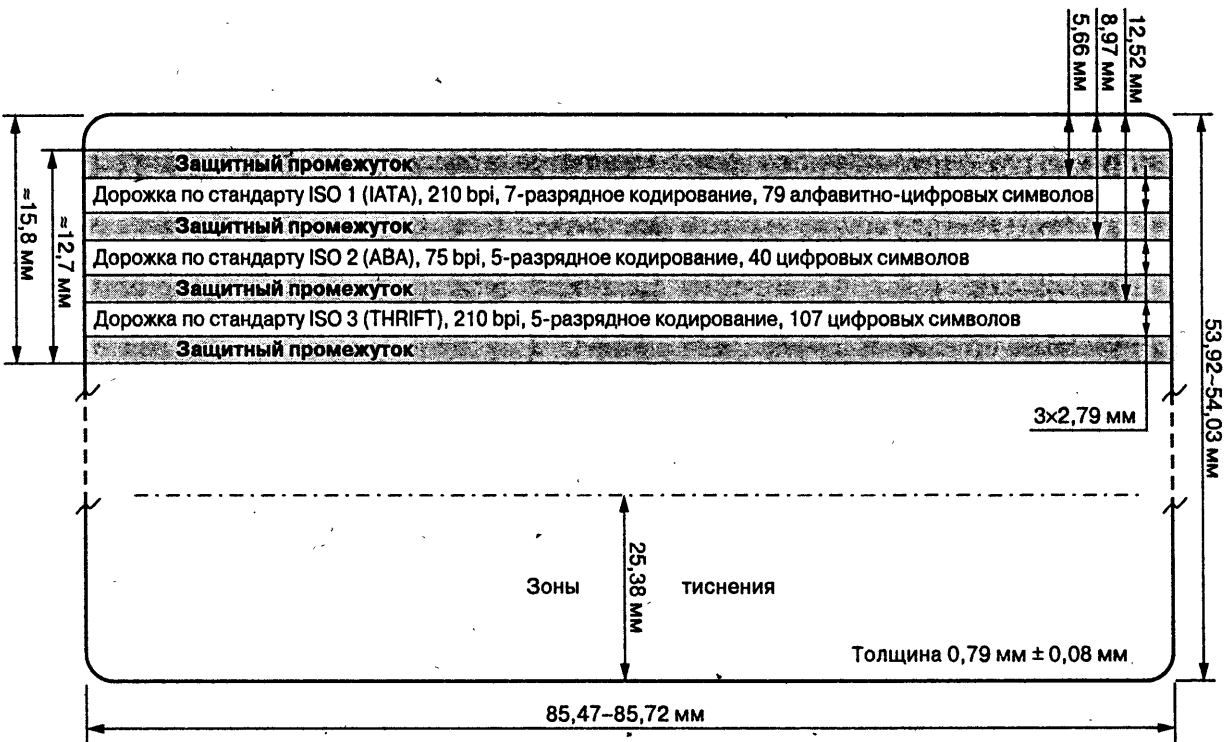 12,52 мм
8,97 мм
5,66 мм
Защитный промежуток
Дорожка по стандарту ISO 1 (IATA), 210 bpi, 7-разрядное кодирование, 79 алфавитно-цифровых символов
Защитный промежуток
Дорожка по стандарту ISO 2 (ABA), 75 bpi, 5-разрядное кодирование, 40 цифровых символов
Защитный промежуток
Дорожка по стандарту ISO 3 (THRIFT), 210 bpi, 5-разрядное кодирование, 107 цифровых символов
Защитный промежуток
≈15,8 мм
≈12,7 мм
53,92~54,03 мм
3×2,79 мм
25,38 мм
Зоны тиснения
Толщина 0,79 мм ± 0,08 мм
85,47–85,72 мм